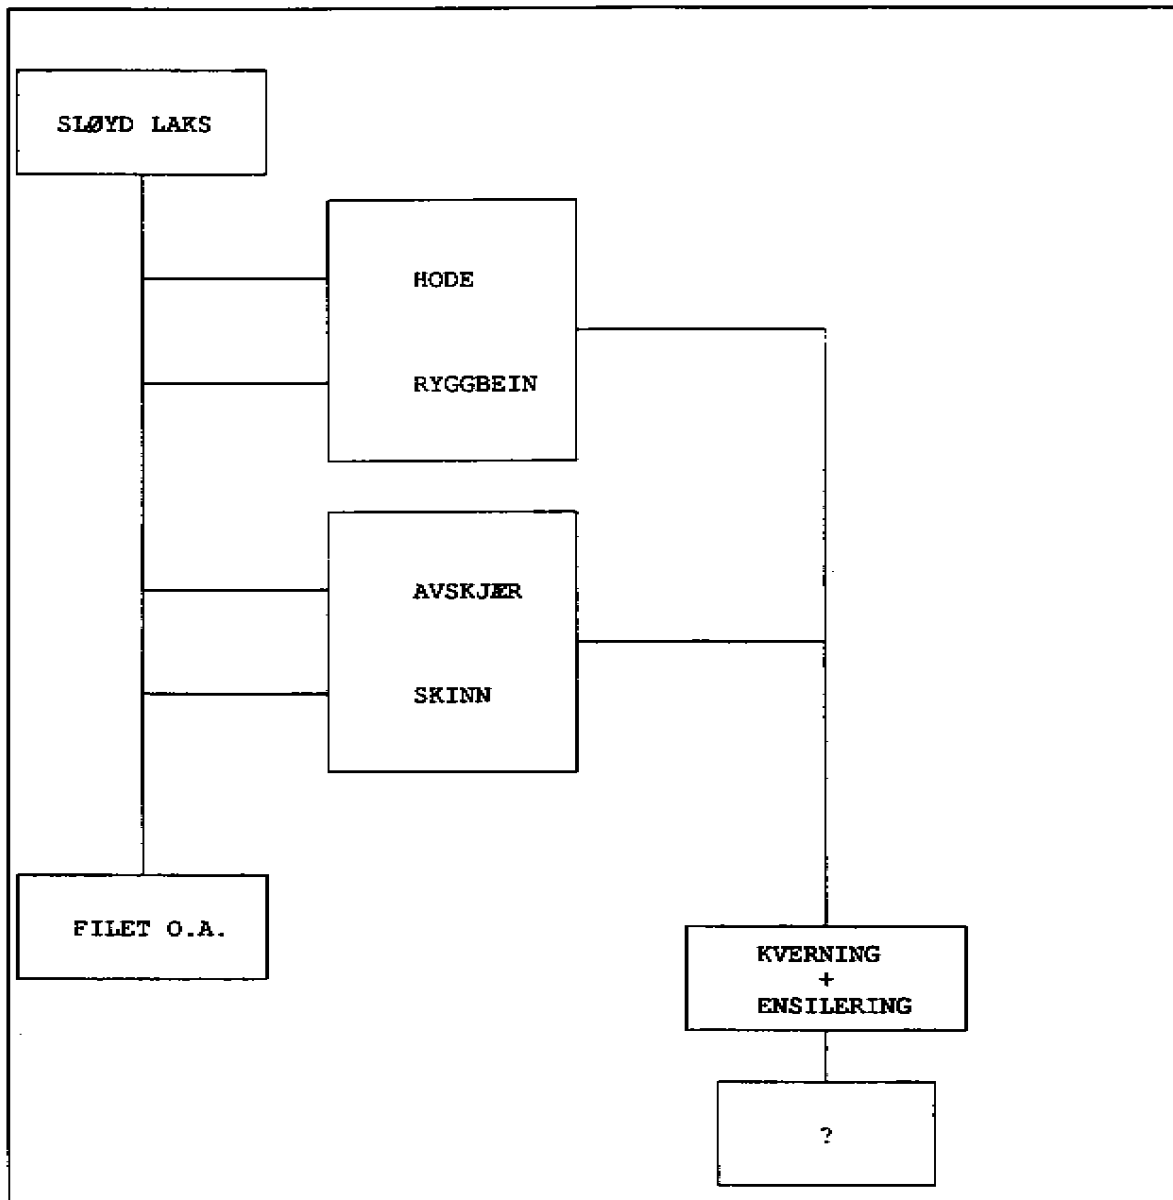 SLØYD LAKS
HODE
RYGGBEIN
AVSKJÆR
SKINN
FILET O.A.
KVERNING
+
ENSILERING
?